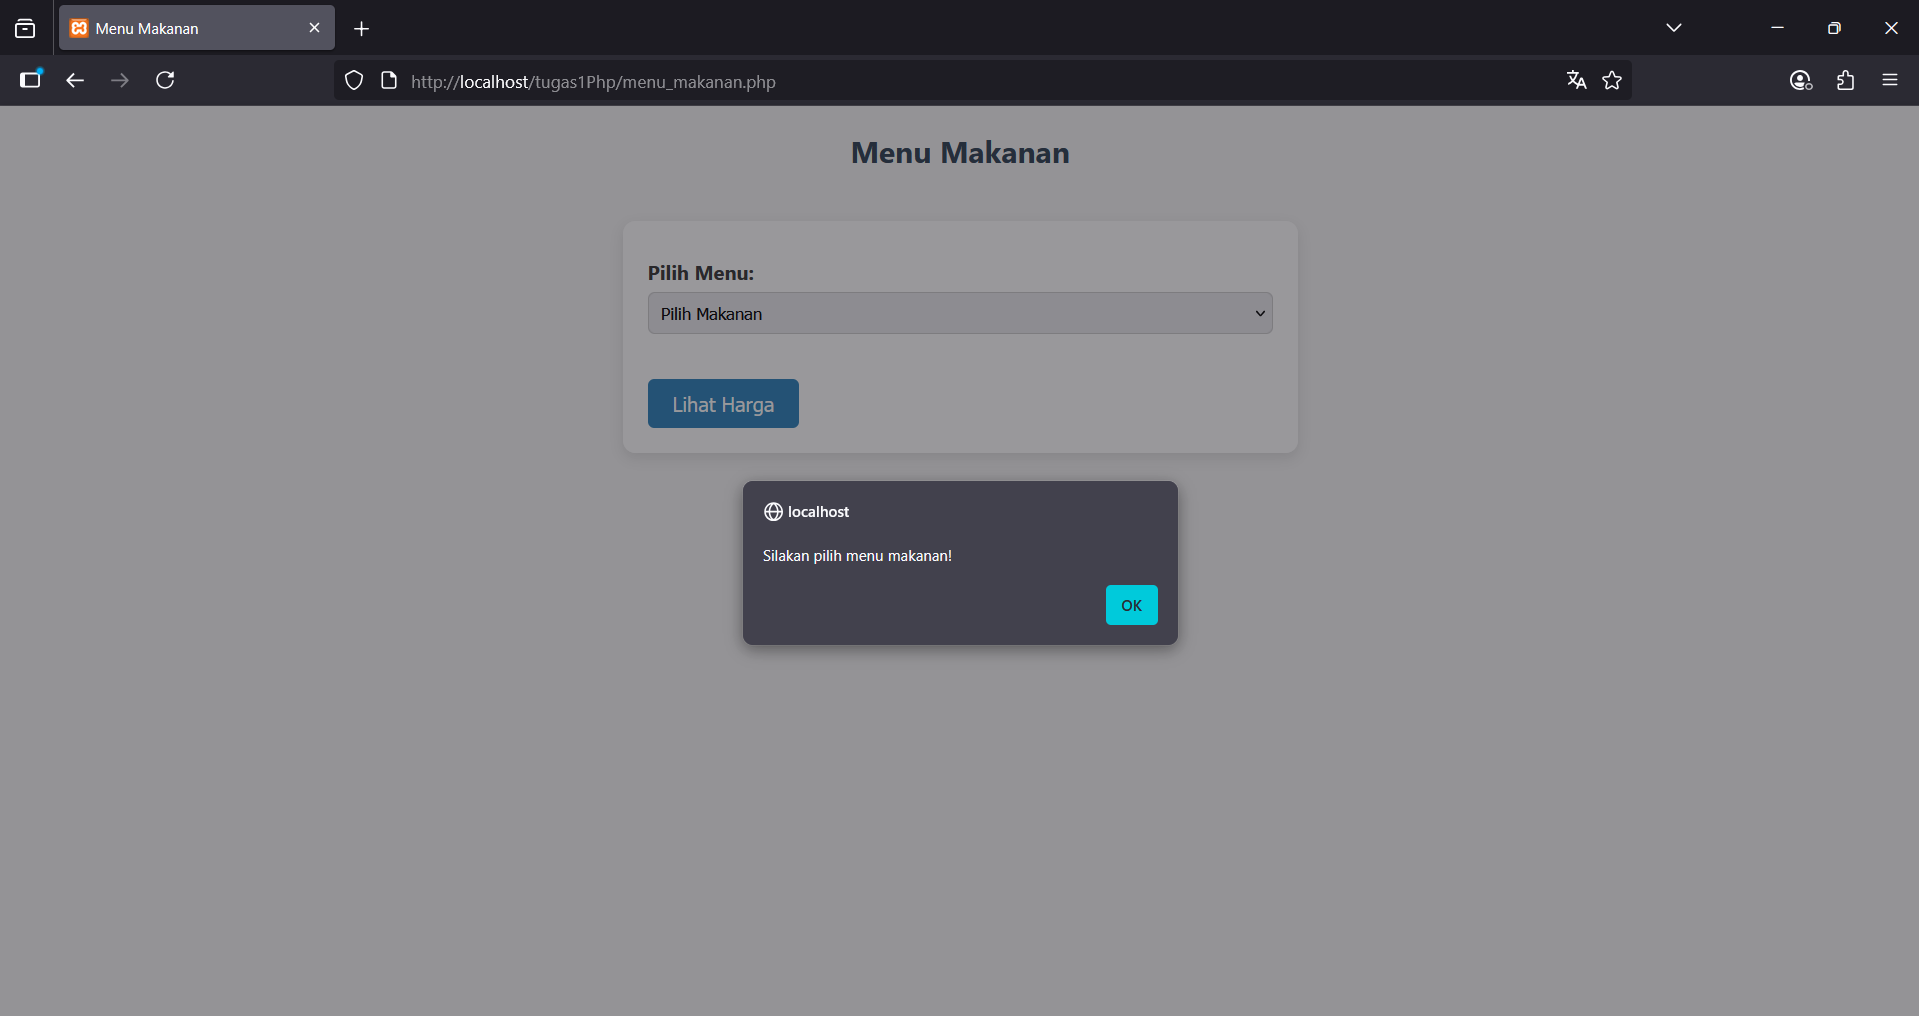 Menu Makanan
http://localhost/tugas1Php/menu_makanan.php
Menu Makanan
Pilih Menu:
Pilih Makanan
Lihat Harga
localhost
Silakan pilih menu makanan!
OK